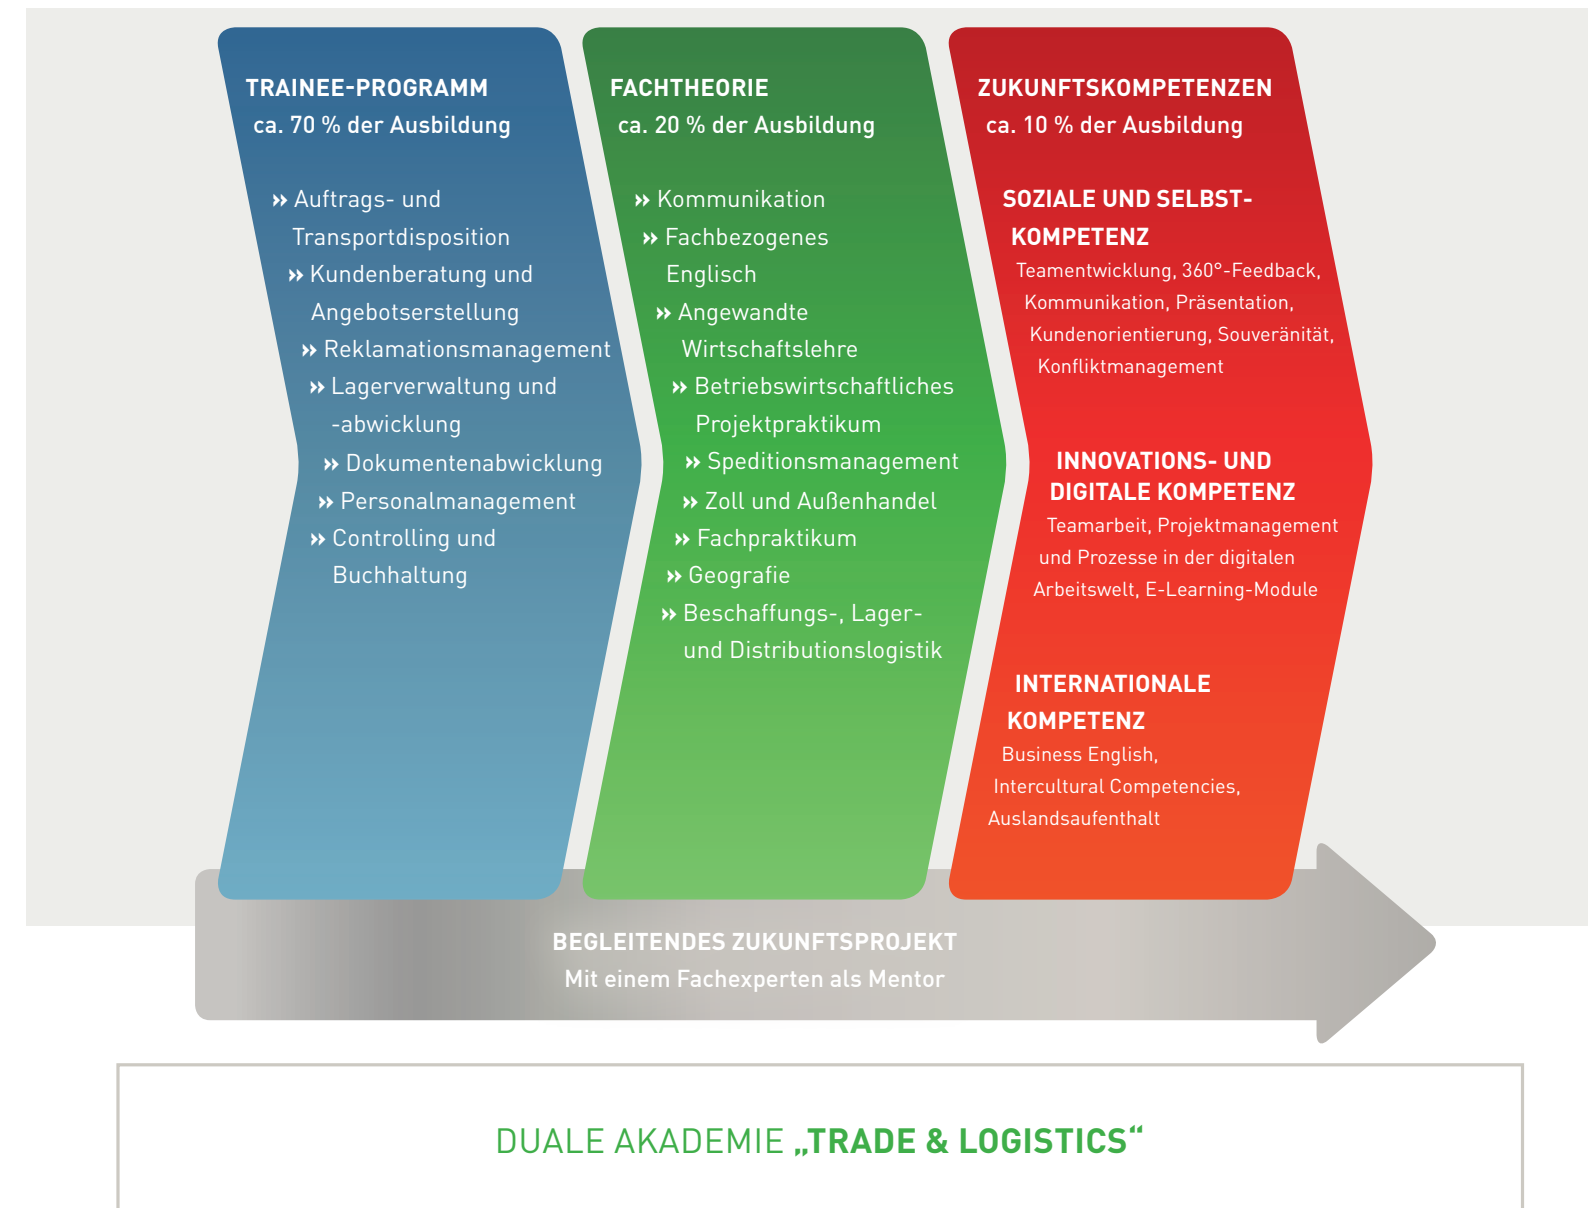 TRAINEE-PROGRAMM
ca. 70 % der Ausbildung
» Auftrags- und
Transportdisposition
» Kundenberatung und
Angebotserstellung
» Reklamationsmanagement
» Lagerverwaltung und
-abwicklung
» Dokumentenabwicklung
» Personalmanagement
» Controlling und
Buchhaltung
FACHTHEORIE
ca. 20 % der Ausbildung
» Kommunikation
» Fachbezogenes
Englisch
» Angewandte
Wirtschaftslehre
» Betriebswirtschaftliches
Projektpraktikum
» Speditionsmanagement
» Zoll und Außenhandel
» Fachpraktikum
» Geografie
» Beschaffungs-, Lager-
und Distributionslogistik
ZUKUNFTSKOMPETENZEN
ca. 10 % der Ausbildung
SOZIALE UND SELBST-
KOMPETENZ
Teamentwicklung, 360°-Feedback,
Kommunikation, Präsentation,
Kundenorientierung, Souveränität,
Konfliktmanagement
INNOVATIONS- UND
DIGITALE KOMPETENZ
Teamarbeit, Projektmanagement
und Prozesse in der digitalen
Arbeitswelt, E-Learning-Module
INTERNATIONALE
KOMPETENZ
Business English,
Intercultural Competencies,
Auslandsaufenthalt
BEGLEITENDES ZUKUNFTSPROJEKT
Mit einem Fachexperten als Mentor
DUALE AKADEMIE „TRADE & LOGISTICS“